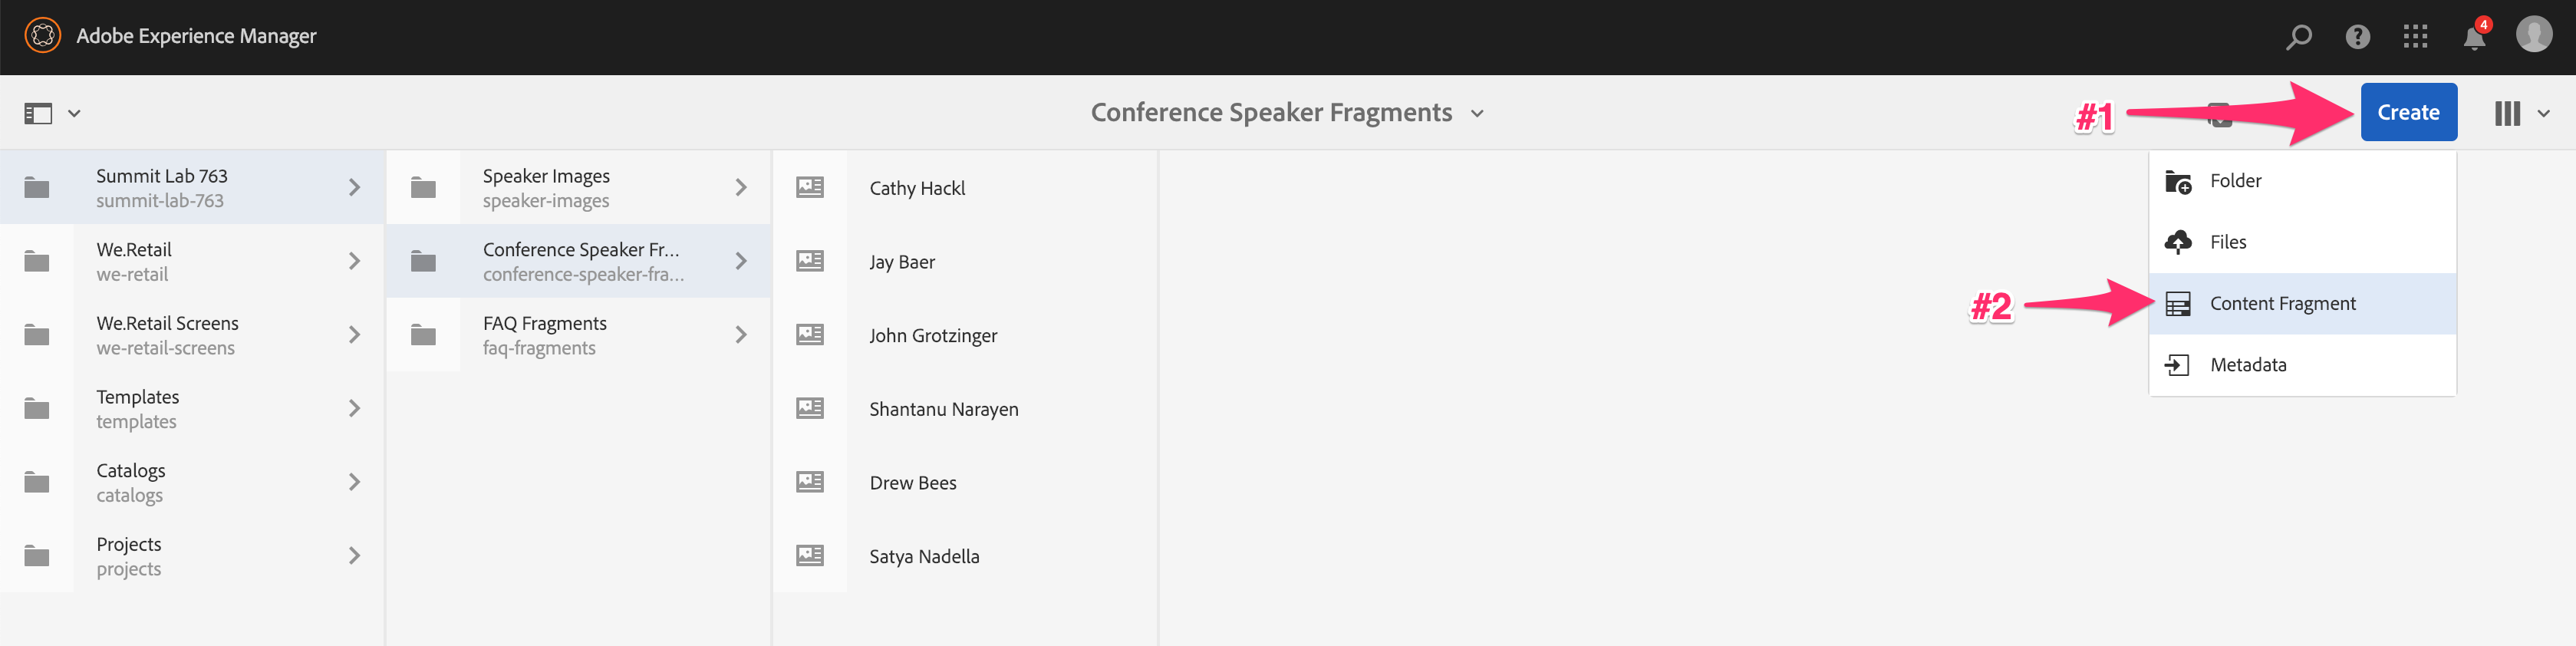 Adobe Experience Manager
4
Conference Speaker Fragments
#1
Create
Summit Lab 763
summit-lab-763
We.Retail
we-retail
We.Retail Screens
we-retail-screens
Templates
templates
Catalogs
catalogs
Projects
projects
Speaker Images
speaker-images
Conference Speaker Fr...
conference-speaker-fra...
FAQ Fragments
faq-fragments
Cathy Hackl
Jay Baer
John Grotzinger
Shantanu Narayen
Drew Bees
Satya Nadella
Folder
Files
#2
Content Fragment
Metadata